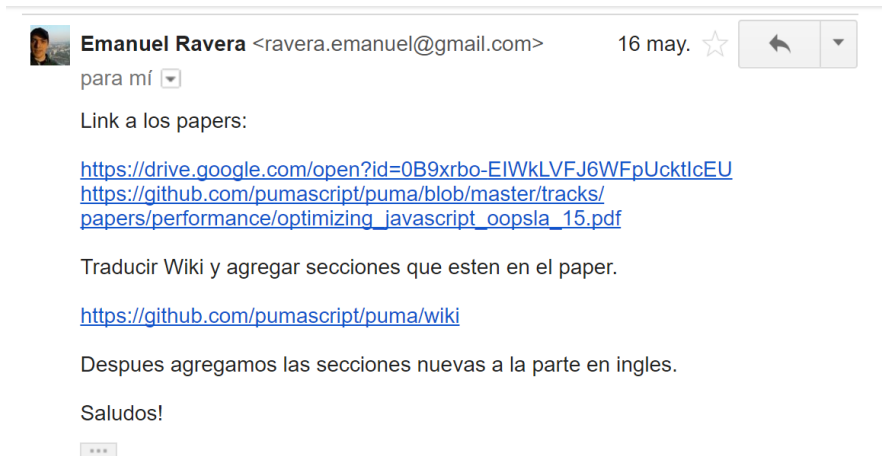 Emanuel Ravera <ravera.emanuel@gmail.com> 16 may.
para mí
Link a los papers:
https://drive.google.com/open?id=0B9xrbo-EIWkLVFJ6WFpUcktIcEU
https://github.com/pumascript/puma/blob/master/tracks/
papers/performance/optimizing_javascript_oopsla_15.pdf
Traducir Wiki y agregar secciones que esten en el paper.
https://github.com/pumascript/puma/wiki
Despues agregamos las secciones nuevas a la parte en ingles.
Saludos!